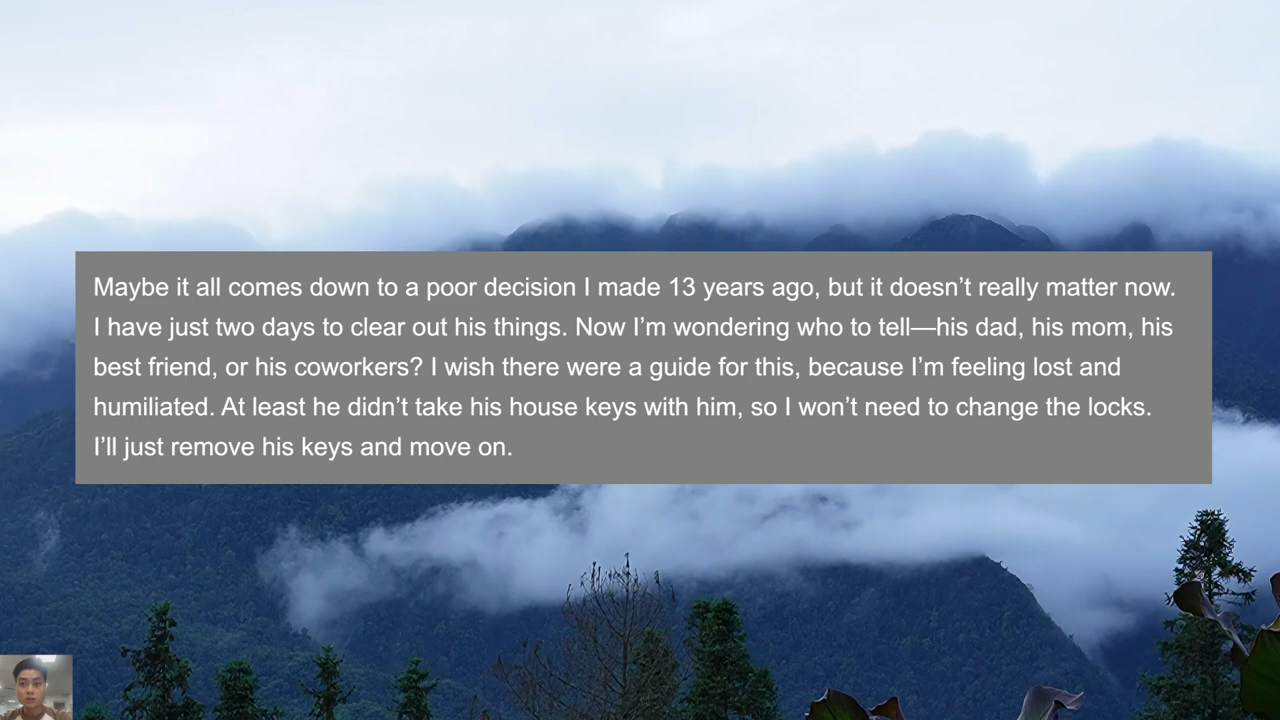 Maybe it all comes down to a poor decision I made 13 years ago, but it doesn’t really matter now.
I have just two days to clear out his things. Now I’m wondering who to tell—his dad, his mom, his
best friend, or his coworkers? I wish there were a guide for this, because I’m feeling lost and
humiliated. At least he didn’t take his house keys with him, so I won’t need to change the locks.
I’ll just remove his keys and move on.